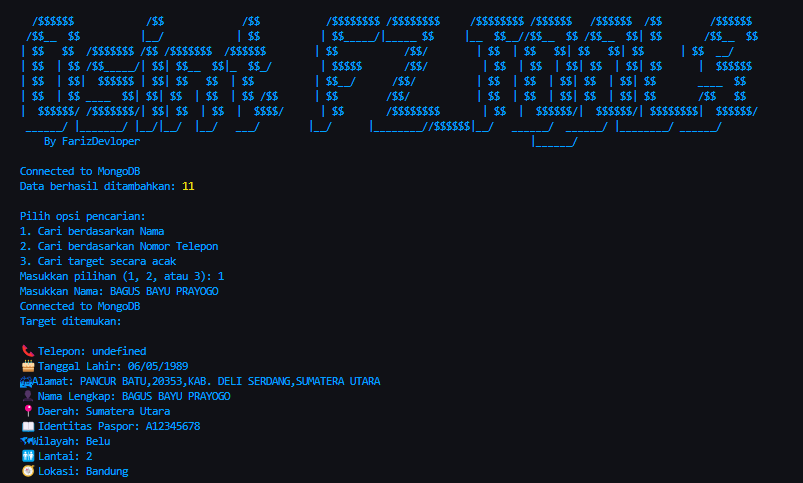 Osint FZ TOOLS
By FarizDevloper
Connected to MongoDB
Data berhasil ditambahkan: 11
Pilih opsi pencarian:
1. Cari berdasarkan Nama
2. Cari berdasarkan Nomor Telepon
3. Cari target secara acak
Masukkan pilihan (1, 2, atau 3): 1
Masukkan Nama: BAGUS BAYU PRAYOGO
Connected to MongoDB
Target ditemukan:
Telepon: undefined
Tanggal Lahir: 06/05/1989
Alamat: PANCUR BATU,20353,KAB. DELI SERDANG,SUMATERA UTARA
Nama Lengkap: BAGUS BAYU PRAYOGO
Daerah: Sumatera Utara
Identitas Paspor: A12345678
Wilayah: Belu
Lantai: 2
Lokasi: Bandung